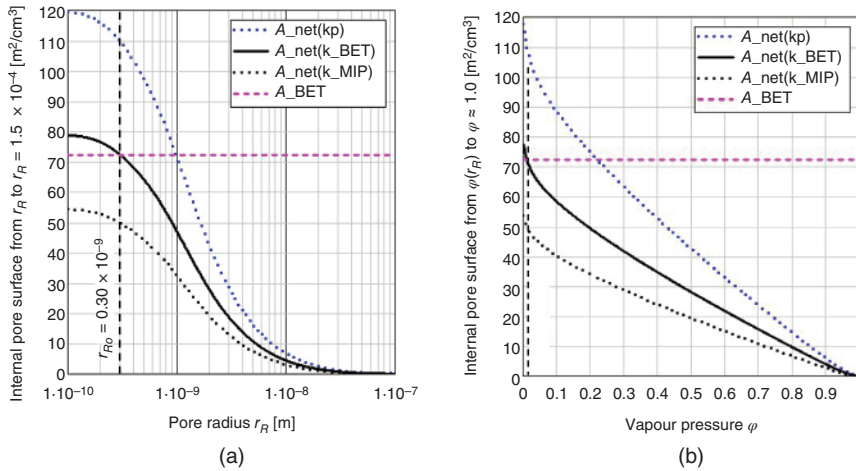 Internal pore surface from r_R to r_R = 1.5 × 10⁻⁴ [m²/cm³]
120
110
100
90
80
70
60
50
40
30
20
10
0
A_net(kp)
A_net(k_BET)
A_net(k_MIP)
A_BET
r_Ro = 0.30 × 10⁻⁹
1·10⁻¹⁰ 1·10⁻⁹ 1·10⁻⁸ 1·10⁻⁷
Pore radius r_R [m]
(a)
Internal pore surface from φ(r_R) to φ ≈ 1.0 [m²/cm³]
120
110
100
90
80
70
60
50
40
30
20
10
0
A_net(kp)
A_net(k_BET)
A_net(k_MIP)
A_BET
0 0.1 0.2 0.3 0.4 0.5 0.6 0.7 0.8 0.9
Vapour pressure φ
(b)